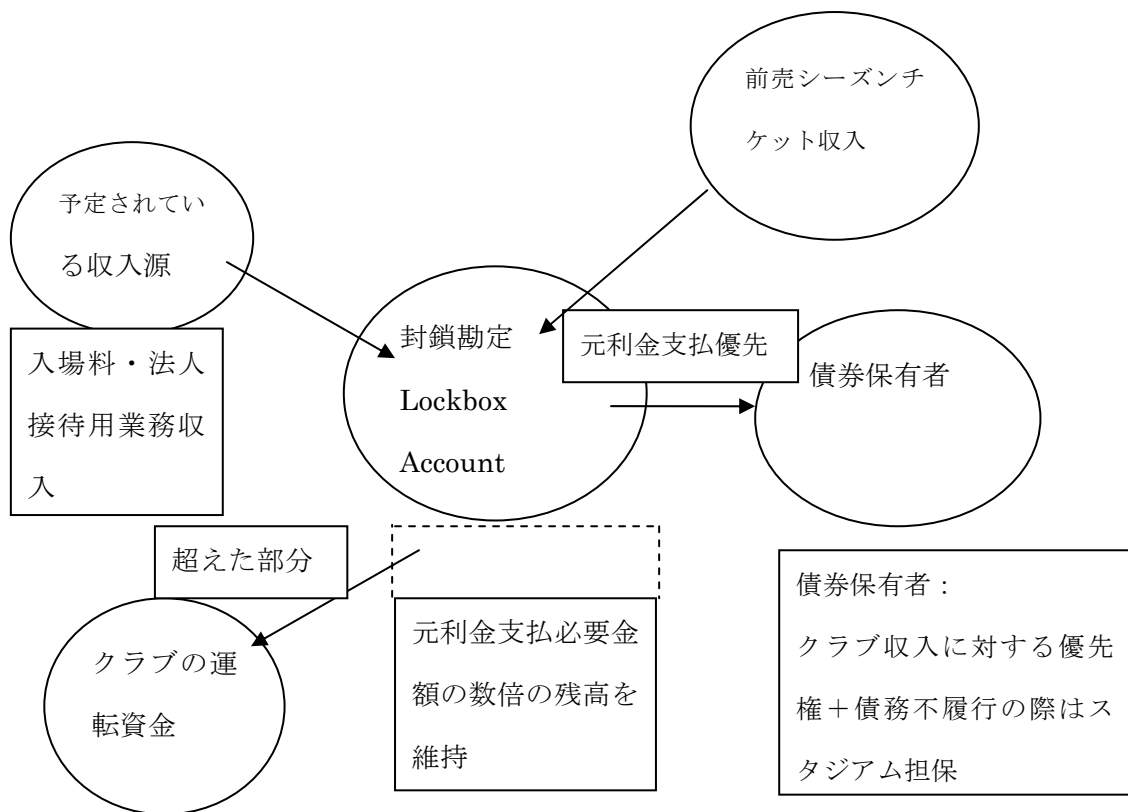 前売シーズンチ
ケット収入
予定されてい
る収入源
入場料・法人
接待用業務収
入
封鎖勘定
Lockbox
Account
元利金支払優先
債券保有者
超えた部分
クラブの運
転資金
元利金支払必要金
額の数倍の残高を
維持
債券保有者：
クラブ収入に対する優先
権＋債務不履行の際はス
タジアム担保